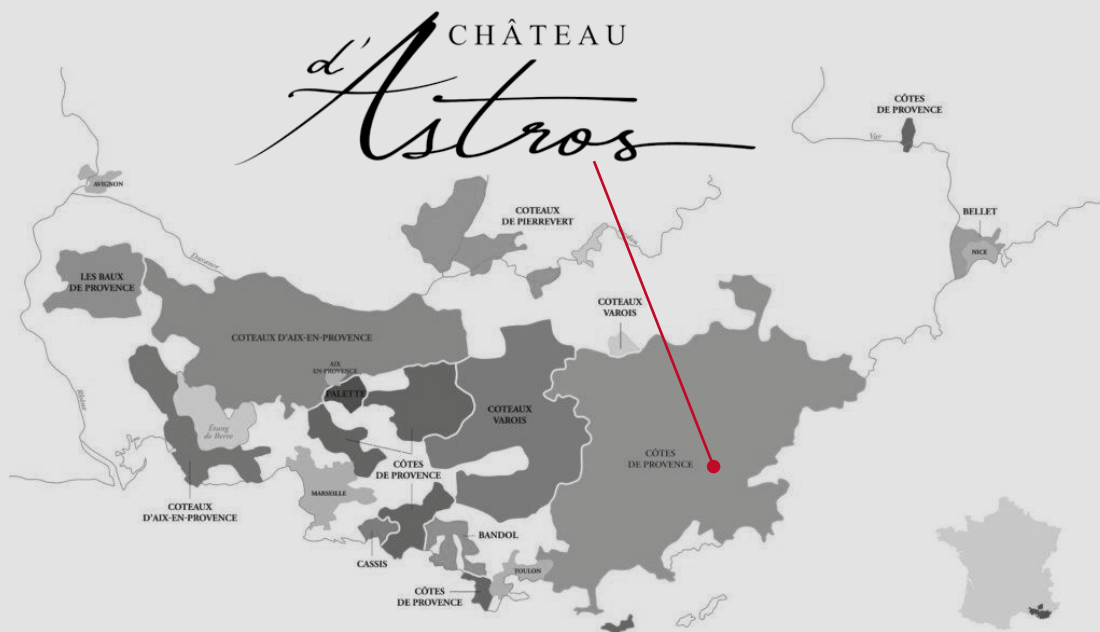 CHÂTEAU
d'Astros
CÔTES
DE PROVENCE
Var
AVIGNON
COTEAUX
DE PIERREVERT
BELLET
NICE
Durance
Verdon
LES BAUX
DE PROVENCE
COTEAUX
VAROIS
COTEAUX D'AIX-EN-PROVENCE
AIX
EN-PROVENCE
PALETTE
Rhône
COTEAUX
VAROIS
Étang
de Berre
CÔTES
DE PROVENCE
CÔTES
DE PROVENCE
MARSEILLE
COTEAUX
D'AIX-EN-PROVENCE
BANDOL
CASSIS
TOULON
CÔTES
DE PROVENCE